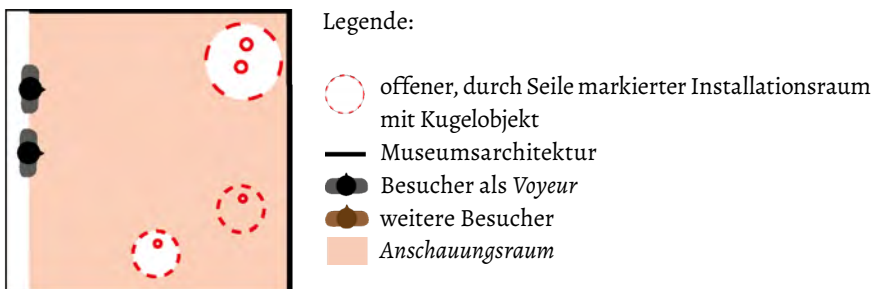 Legende:
offener, durch Seile markierter Installationsraum
mit Kugelobjekt
Museumsarchitektur
Besucher als Voyeur
weitere Besucher
Anschauungsraum